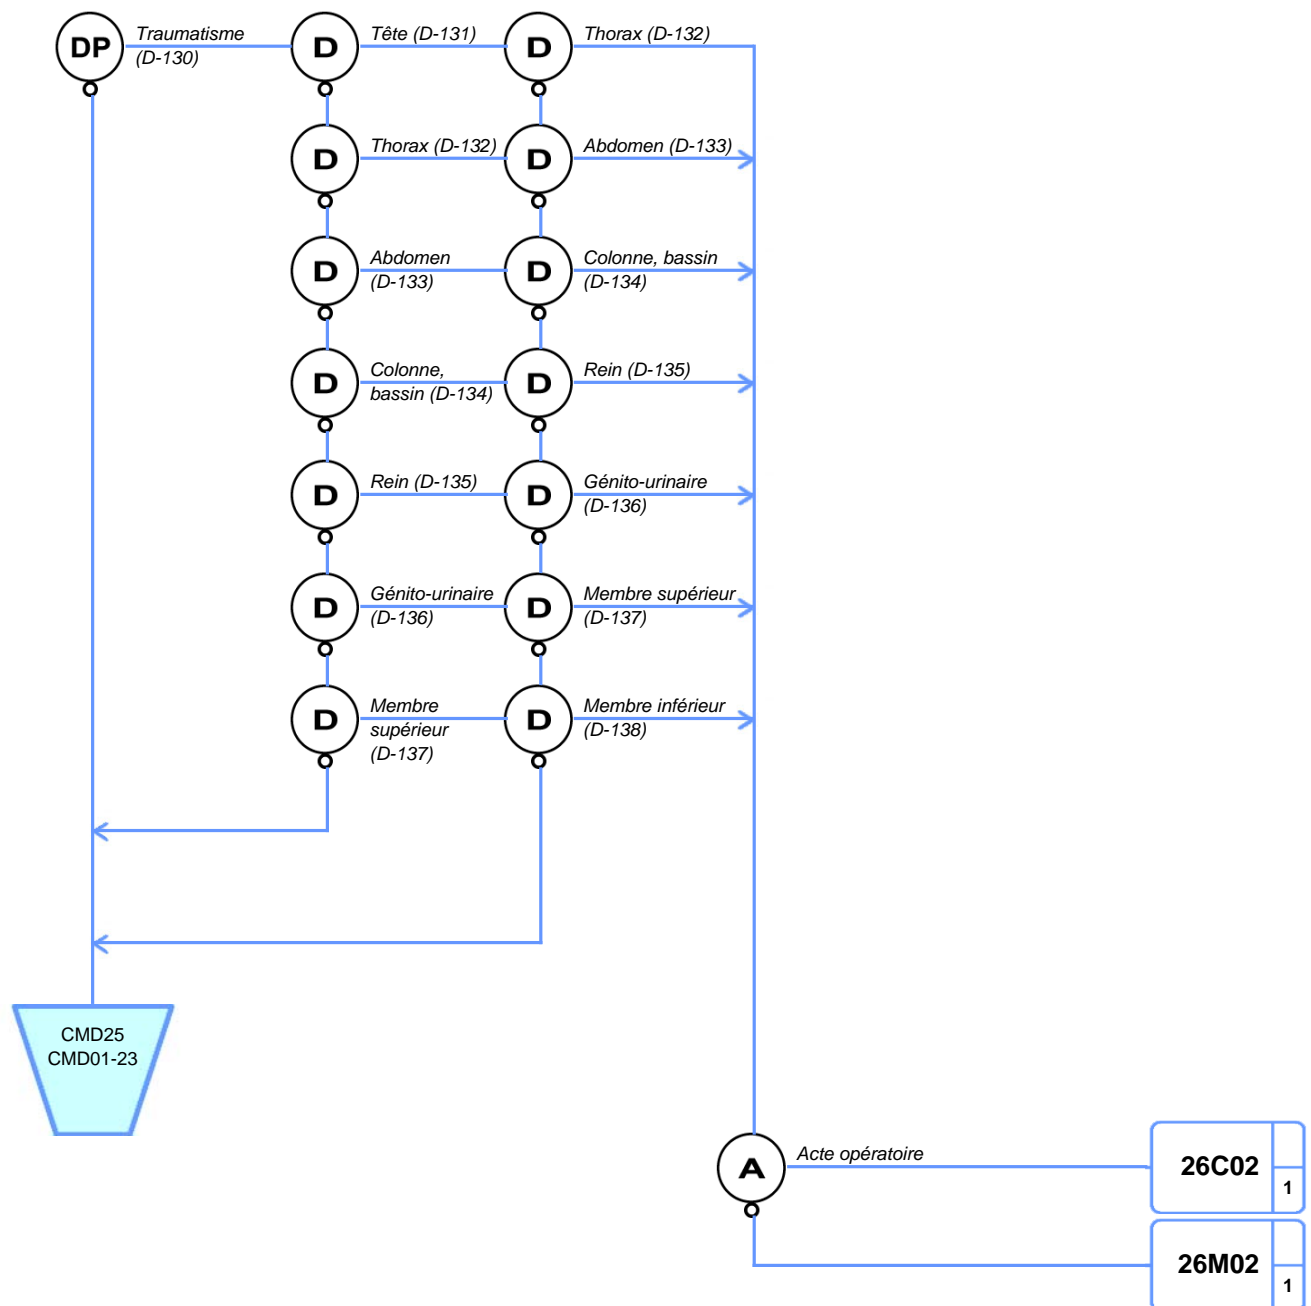 DP
Traumatisme
(D-130)
D
Tête (D-131)
D
Thorax (D-132)
D
Thorax (D-132)
D
Abdomen (D-133)
D
Abdomen
(D-133)
D
Colonne, bassin
(D-134)
D
Colonne,
bassin (D-134)
D
Rein (D-135)
D
Rein (D-135)
D
Génito-urinaire
(D-136)
D
Génito-urinaire
(D-136)
D
Membre supérieur
(D-137)
D
Membre
supérieur
(D-137)
D
Membre inférieur
(D-138)
CMD25
CMD01-23
A
Acte opératoire
26C02
1
26M02
1